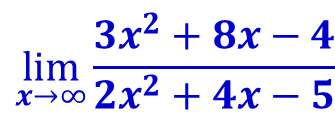 lim x→∞ (3x² + 8x − 4)/(2x² + 4x − 5)